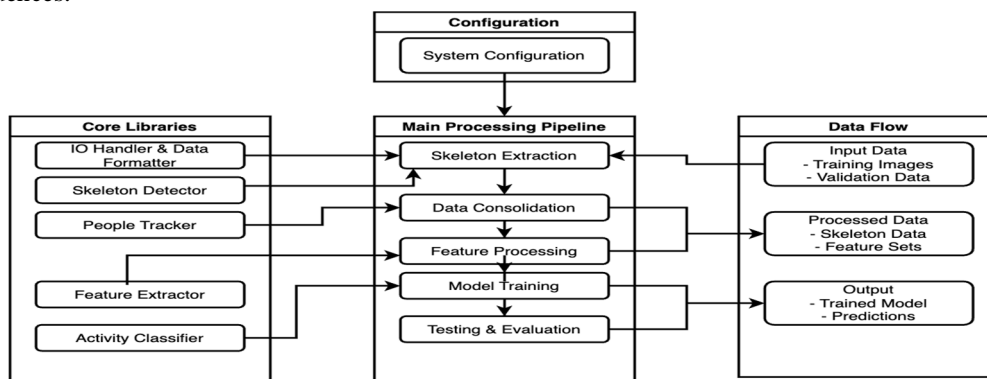 Configuration
System Configuration
Core Libraries
IO Handler & Data
Formatter
Skeleton Detector
People Tracker
Feature Extractor
Activity Classifier
Main Processing Pipeline
Skeleton Extraction
Data Consolidation
Feature Processing
Model Training
Testing & Evaluation
Data Flow
Input Data
- Training Images
- Validation Data
Processed Data
- Skeleton Data
- Feature Sets
Output
- Trained Model
- Predictions